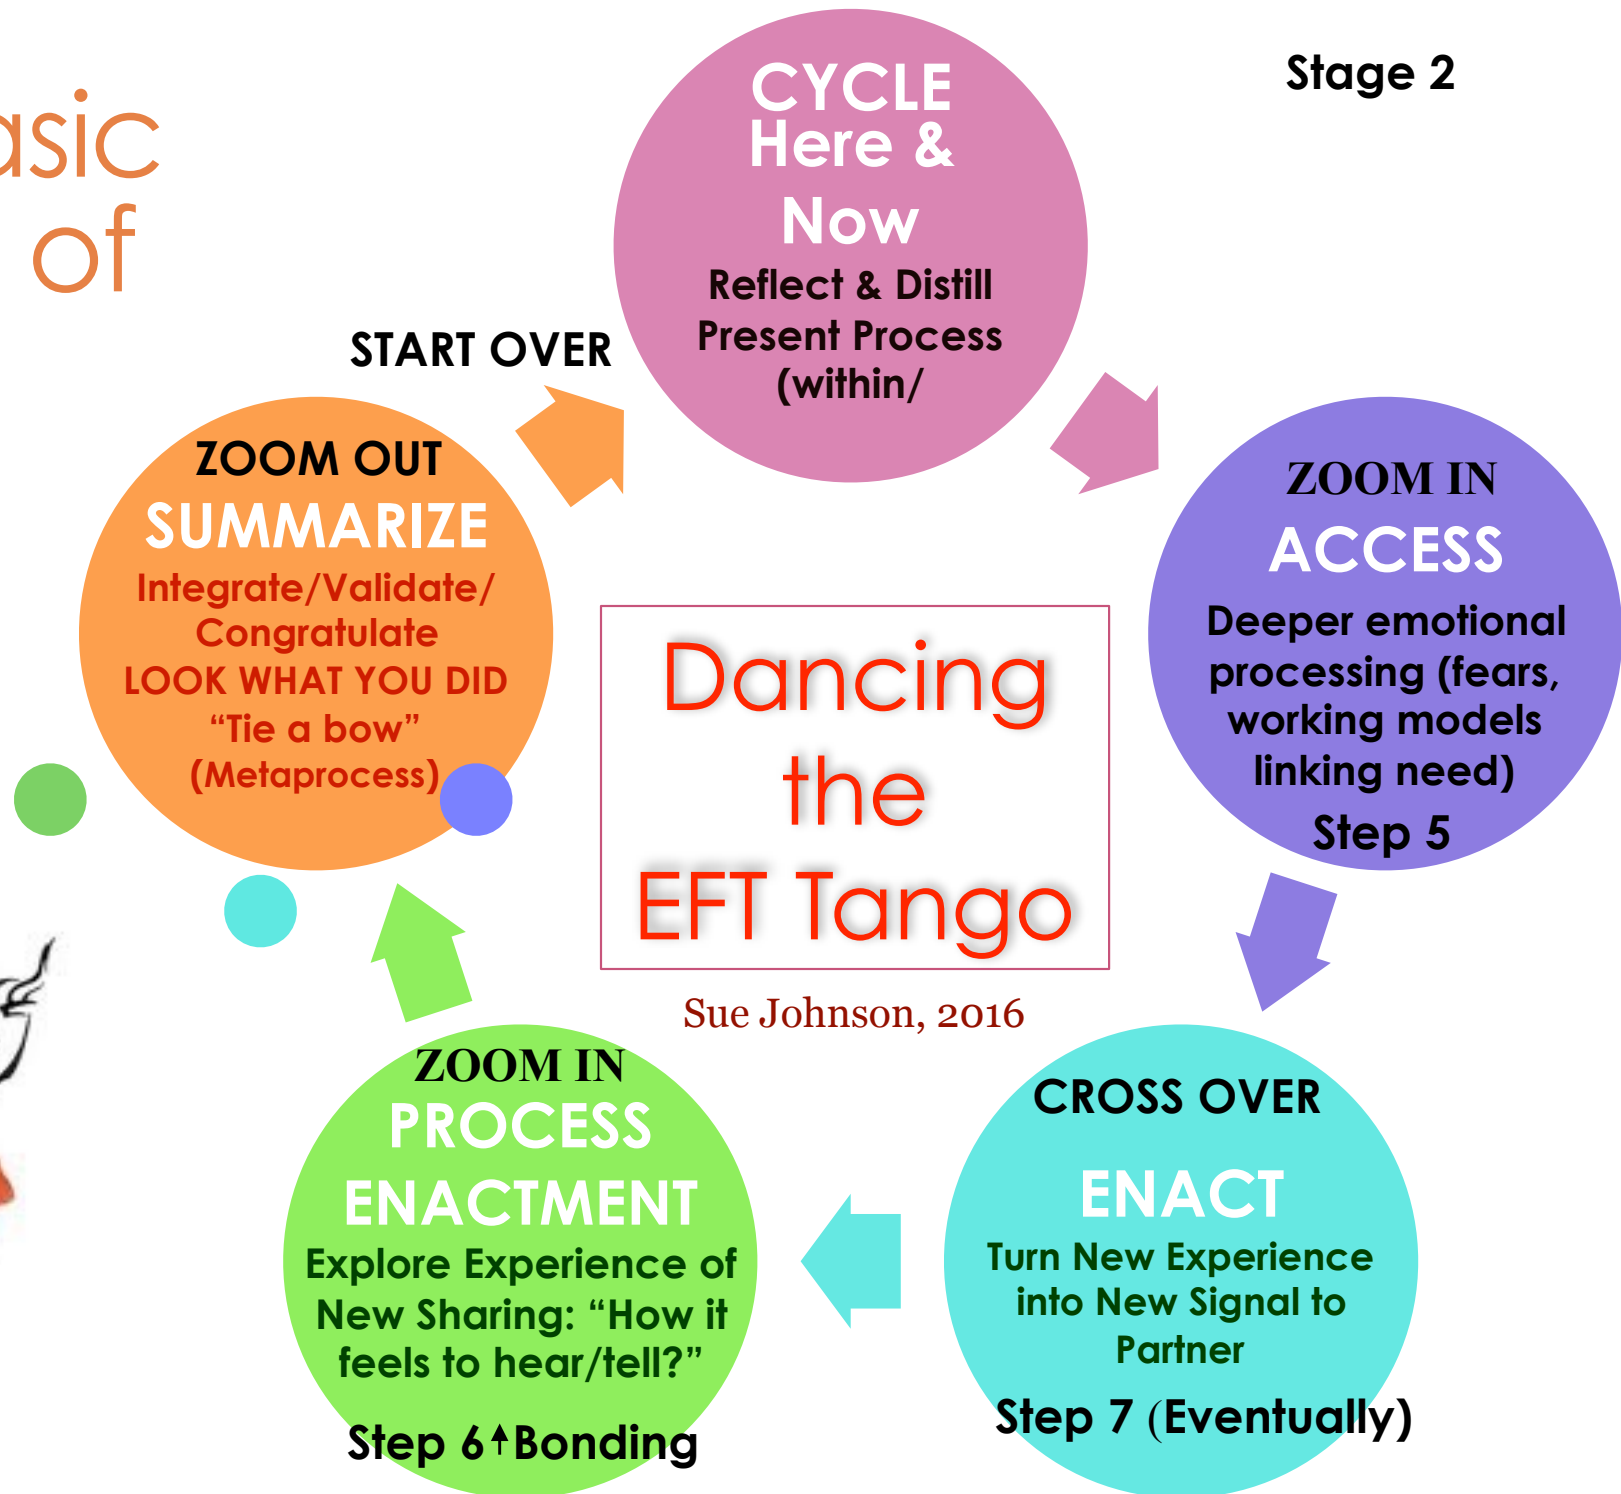 asic
of
Stage 2
CYCLE
Here &
Now
Reflect & Distill
Present Process
(within/
START OVER
ZOOM IN
ACCESS
Deeper emotional
processing (fears,
working models
linking need)
Step 5
CROSS OVER
ENACT
Turn New Experience
into New Signal to
Partner
Step 7 (Eventually)
ZOOM IN
PROCESS
ENACTMENT
Explore Experience of
New Sharing: “How it
feels to hear/tell?”
Step 6↑Bonding
ZOOM OUT
SUMMARIZE
Integrate/Validate/
Congratulate
LOOK WHAT YOU DID
“Tie a bow”
(Metaprocess)
Dancing
the
EFT Tango
Sue Johnson, 2016